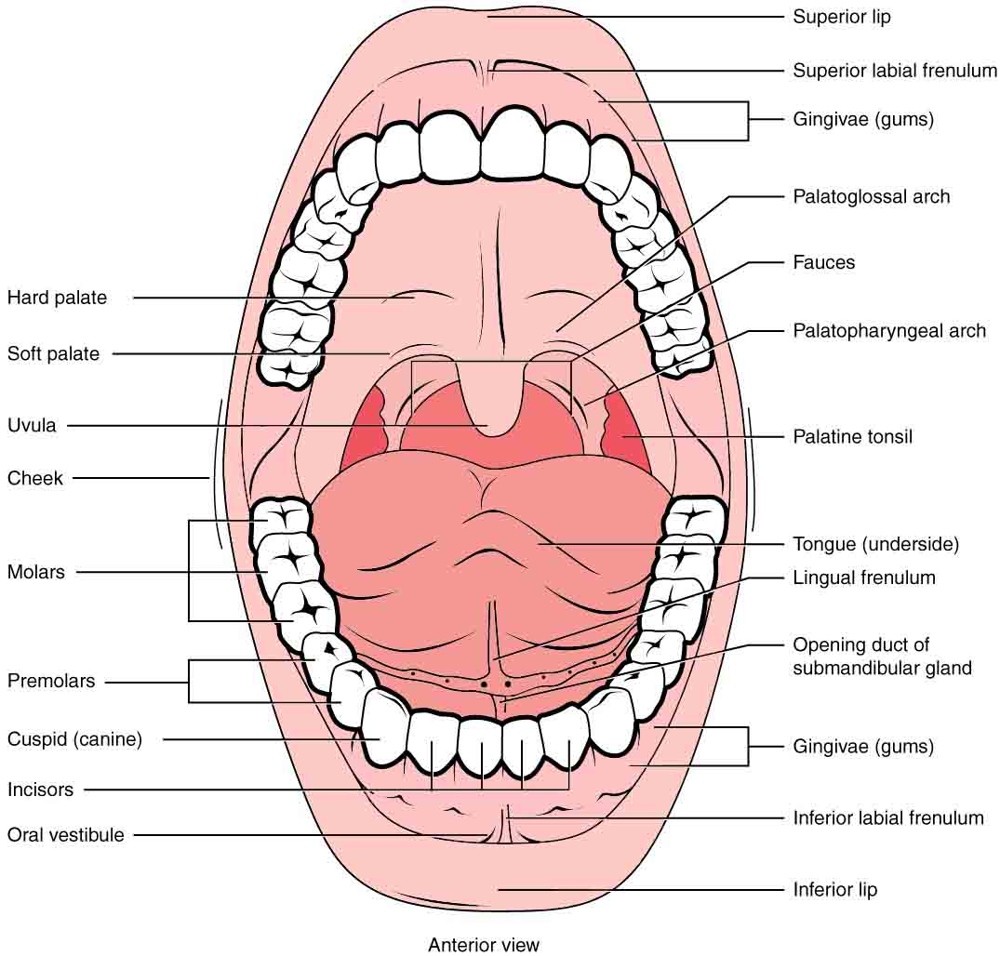 Superior lip
Superior labial frenulum
Gingivae (gums)
Palatoglossal arch
Fauces
Palatopharyngeal arch
Palatine tonsil
Tongue (underside)
Lingual frenulum
Opening duct of
submandibular gland
Gingivae (gums)
Inferior labial frenulum
Inferior lip
Hard palate
Soft palate
Uvula
Cheek
Molars
Premolars
Cuspid (canine)
Incisors
Oral vestibule
Anterior view